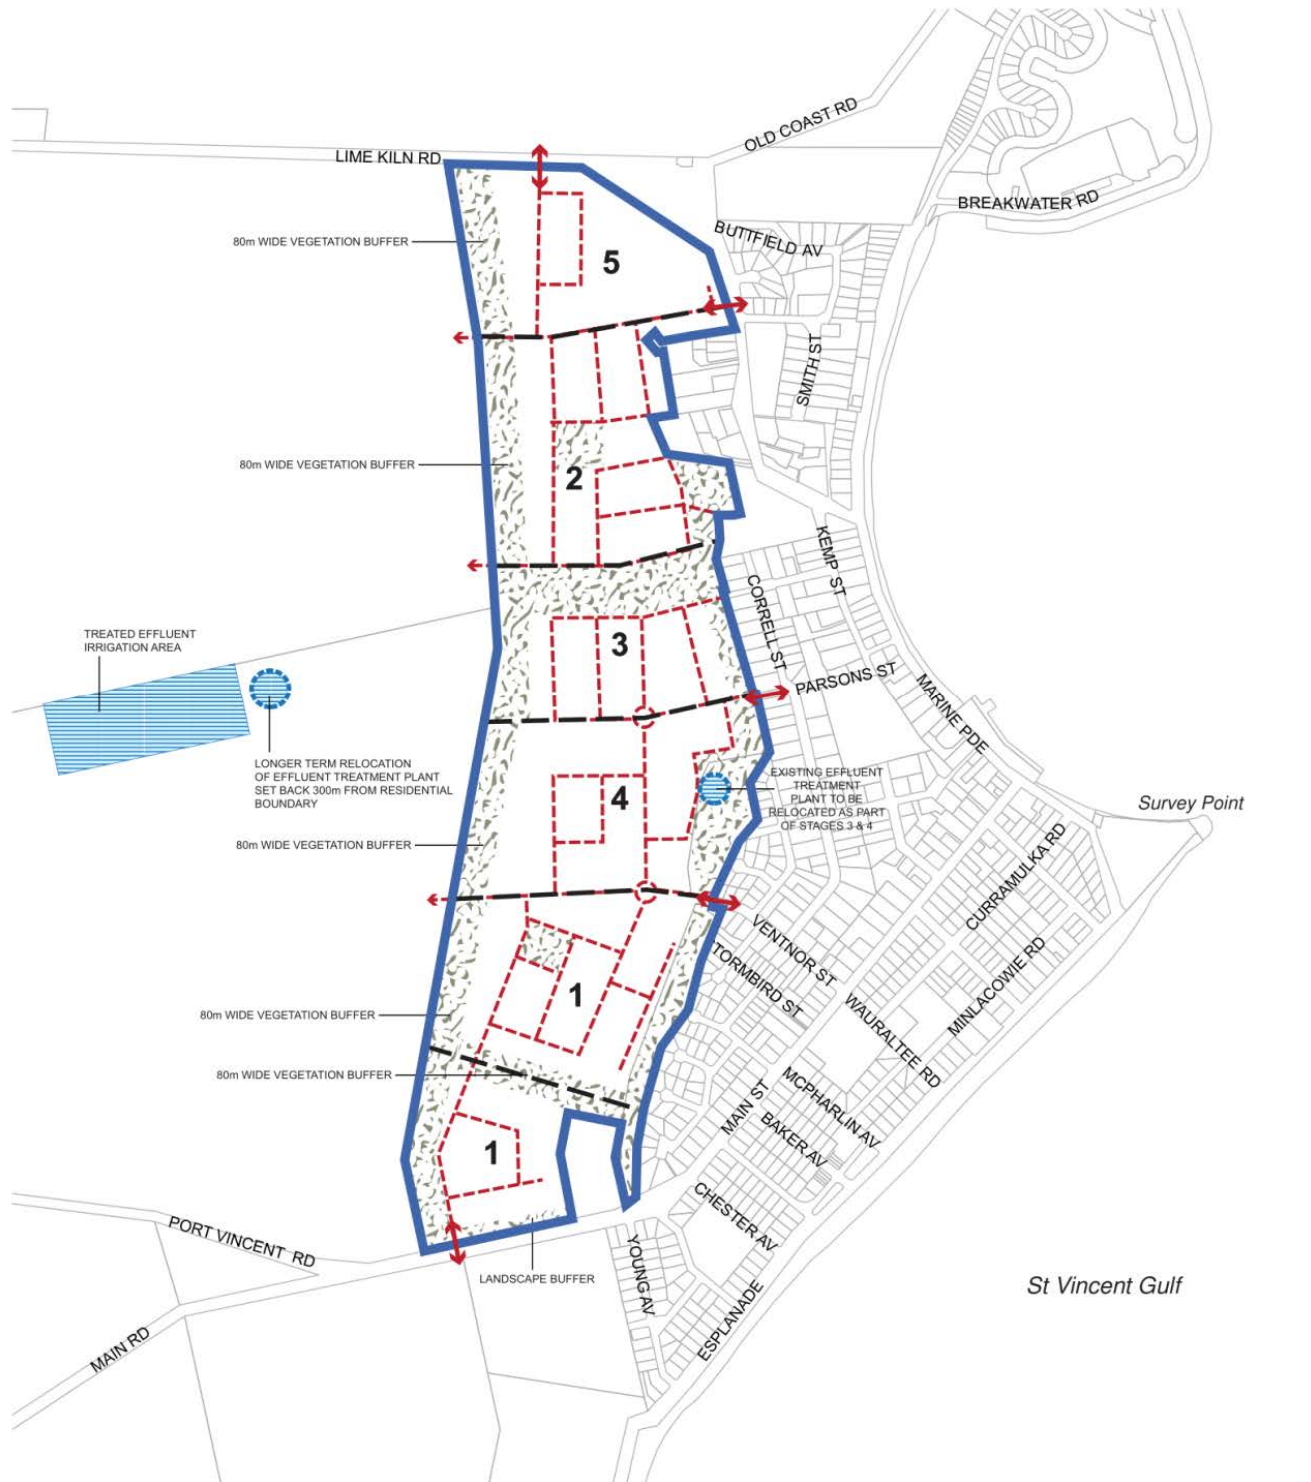 OLD COAST RD
LIME KILN RD
BREAKWATER RD
BUTTFIELD AV
80m WIDE VEGETATION BUFFER
5
SMITH ST
80m WIDE VEGETATION BUFFER
2
KEMP ST
CORRELL ST
TREATED EFFLUENT
IRRIGATION AREA
3
PARSONS ST
MARINE PDE
LONGER TERM RELOCATION
OF EFFLUENT TREATMENT PLANT
SET BACK 300m FROM RESIDENTIAL
BOUNDARY
4
EXISTING EFFLUENT
TREATMENT
PLANT TO BE
RELOCATED AS PART
OF STAGES 3 & 4
Survey Point
80m WIDE VEGETATION BUFFER
CURRAMULKA RD
VENTNOR ST
TORMBIRD ST
MINLACOWIE RD
1
WAURALTEE RD
80m WIDE VEGETATION BUFFER
80m WIDE VEGETATION BUFFER
MAIN ST
MCPHARLIN AV
BAKER AV
1
CHESTER AV
PORT VINCENT RD
YOUNG AV
LANDSCAPE BUFFER
St Vincent Gulf
ESPLANADE
MAIN RD